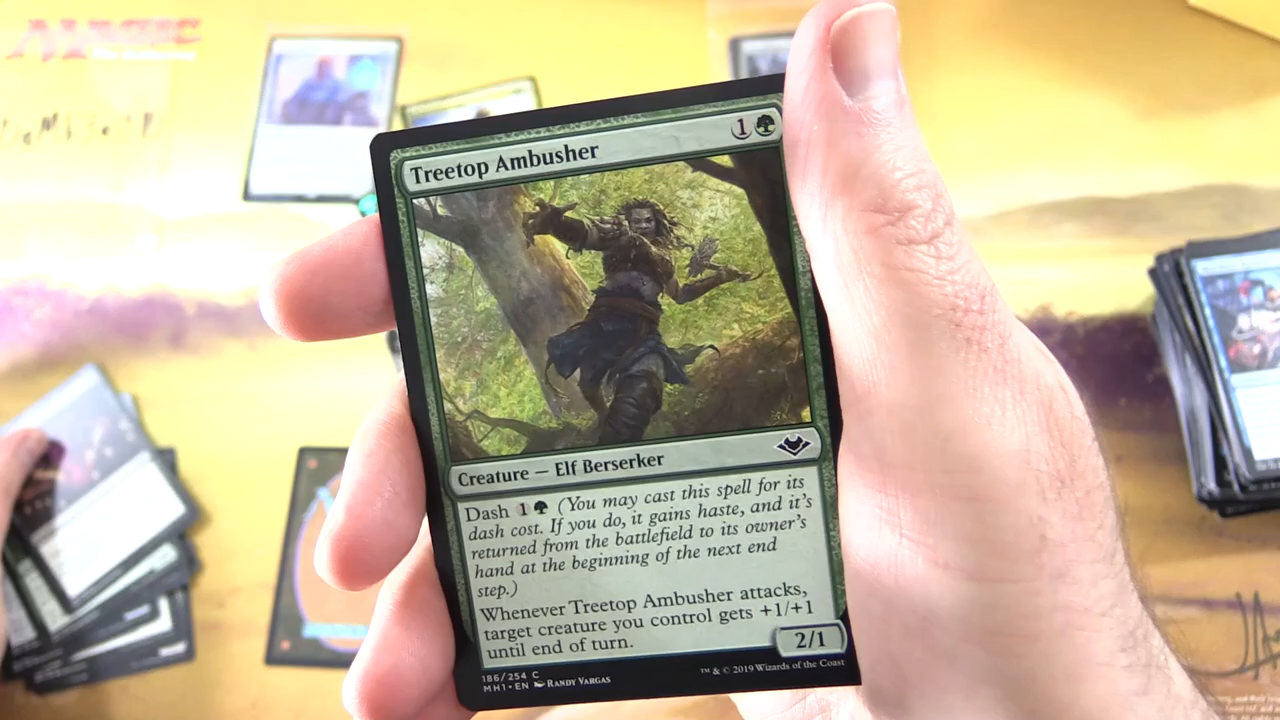 MAGIC
Treetop Ambusher
1
Creature — Elf Berserker
Dash 1 (You may cast this spell for its
dash cost. If you do, it gains haste, and it's
returned from the battlefield to its owner's
hand at the beginning of the next end
step.)
Whenever Treetop Ambusher attacks,
target creature you control gets +1/+1
until end of turn.
2/1
186/254 C
MH1 • EN RANDY VARGAS
™ & © 2019 Wizards of the Coast